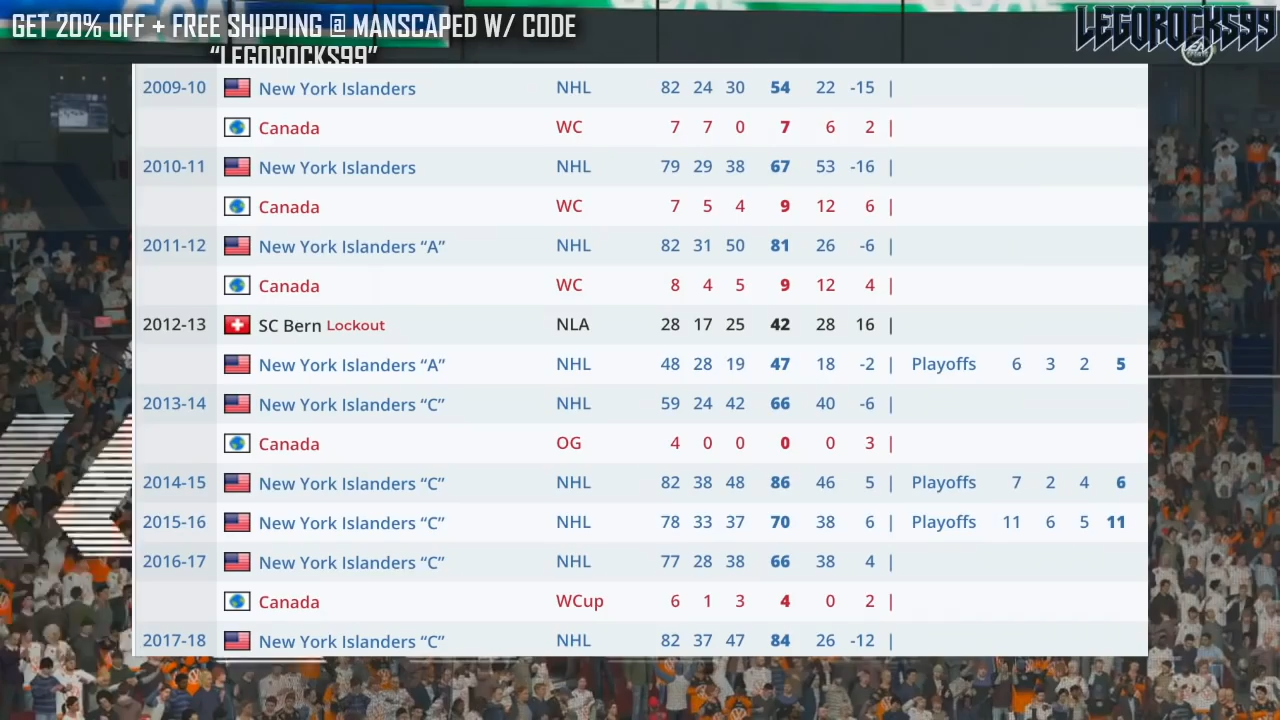 GET 20% OFF + FREE SHIPPING @ MANSCAPED W/ CODE
“LEGOROCKS99”
LEGOROCKS99
2009-10 New York Islanders NHL 82 24 30 54 22 -15 |
Canada WC 7 7 0 7 6 2 |
2010-11 New York Islanders NHL 79 29 38 67 53 -16 |
Canada WC 7 5 4 9 12 6 |
2011-12 New York Islanders “A” NHL 82 31 50 81 26 -6 |
Canada WC 8 4 5 9 12 4 |
2012-13 SC Bern Lockout NLA 28 17 25 42 28 16 |
New York Islanders “A” NHL 48 28 19 47 18 -2 | Playoffs 6 3 2 5
2013-14 New York Islanders “C” NHL 59 24 42 66 40 -6 |
Canada OG 4 0 0 0 0 3 |
2014-15 New York Islanders “C” NHL 82 38 48 86 46 5 | Playoffs 7 2 4 6
2015-16 New York Islanders “C” NHL 78 33 37 70 38 6 | Playoffs 11 6 5 11
2016-17 New York Islanders “C” NHL 77 28 38 66 38 4 |
Canada WCup 6 1 3 4 0 2 |
2017-18 New York Islanders “C” NHL 82 37 47 84 26 -12 |